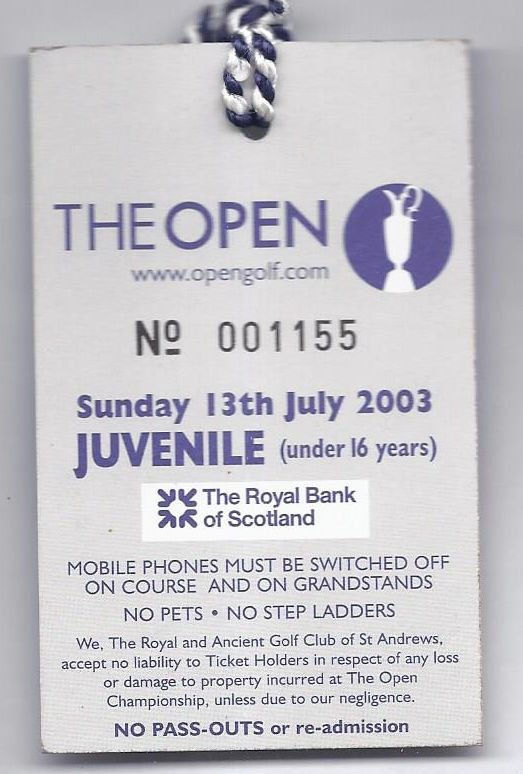 THE OPEN
www.opengolf.com
Nº 001155
Sunday 13th July 2003
JUVENILE (under 16 years)
The Royal Bank
of Scotland
MOBILE PHONES MUST BE SWITCHED OFF
ON COURSE AND ON GRANDSTANDS
NO PETS • NO STEP LADDERS
We, The Royal and Ancient Golf Club of St Andrews,
accept no liability to Ticket Holders in respect of any loss
or damage to property incurred at The Open
Championship, unless due to our negligence.
NO PASS-OUTS or re-admission